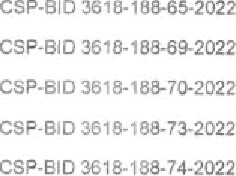 CSP-BID 3618-188-65-2022
CSP-BID 3618-188-69-2022
CSP-BID 3618-188-70-2022
CSP-BID 3618-188-73-2022
CSP-BID 3618-188-74-2022